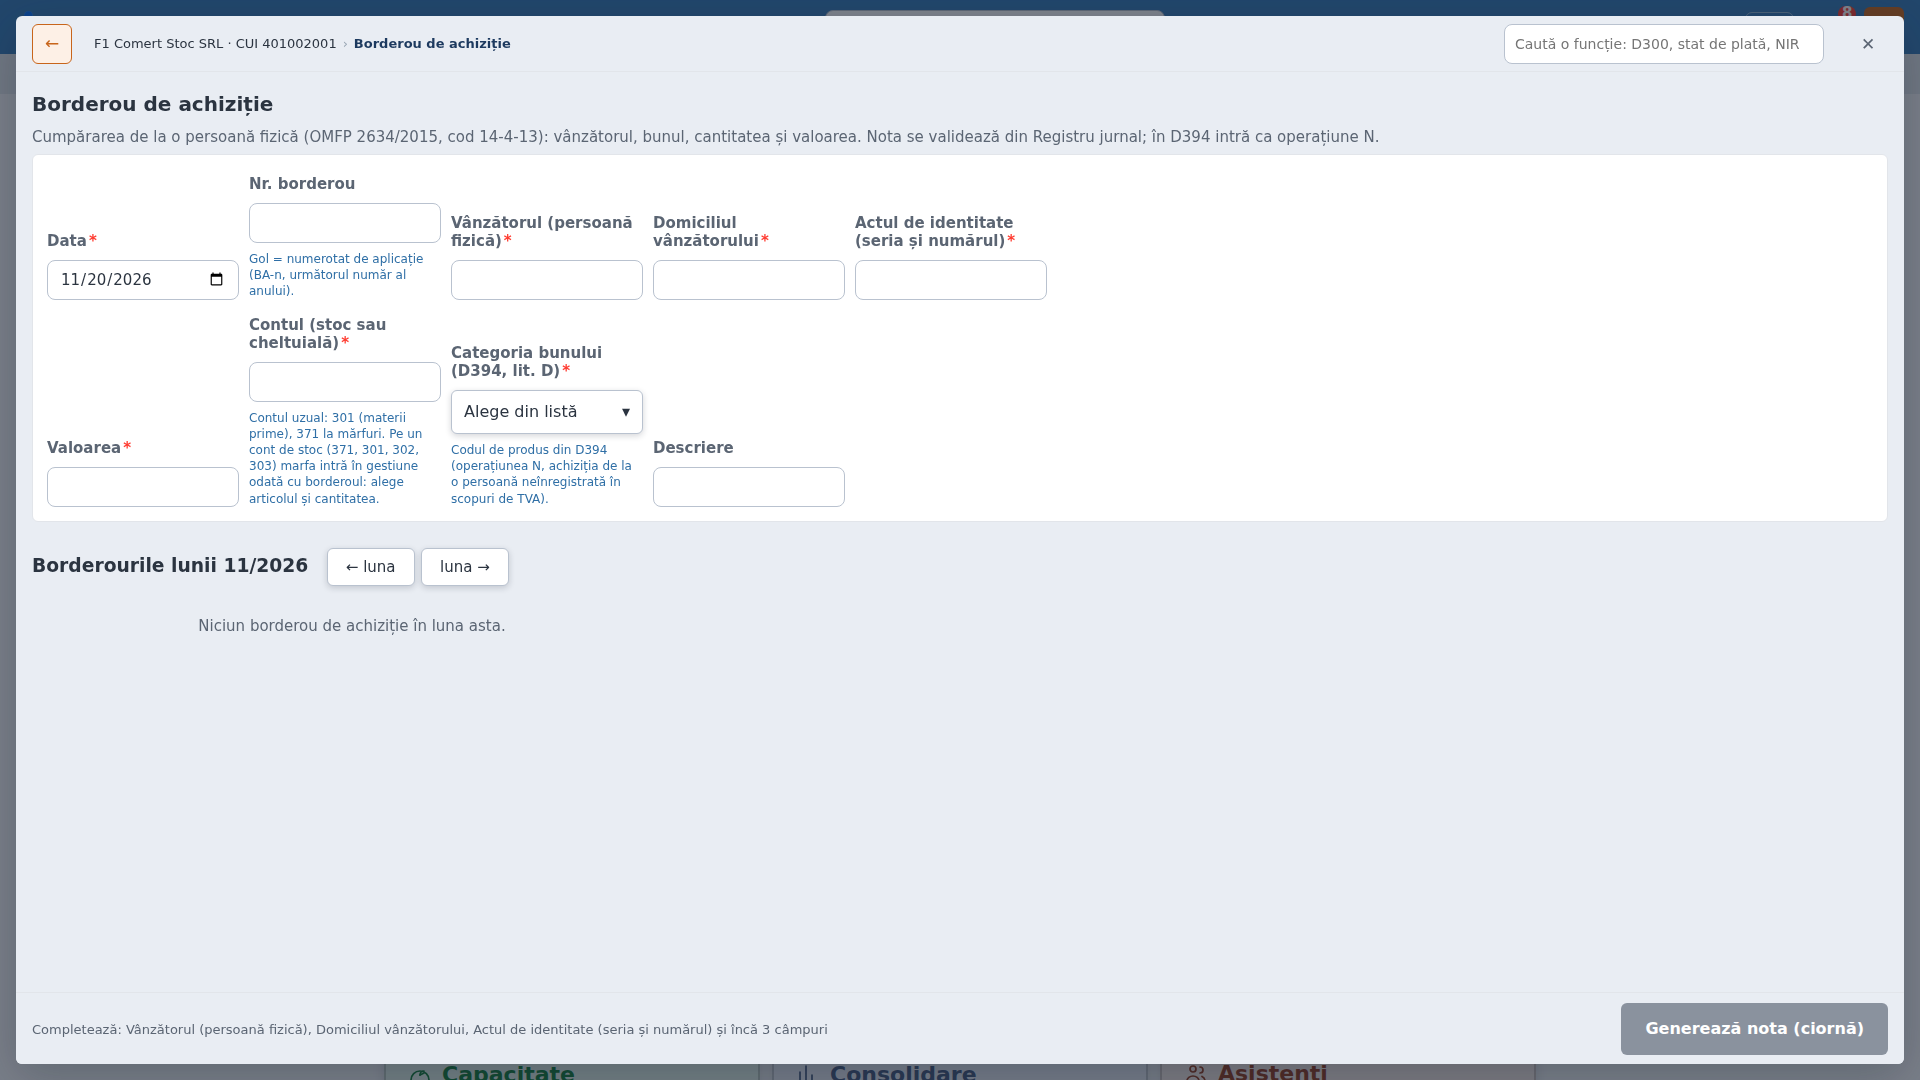 8
←
F1 Comert Stoc SRL · CUI 401002001 › Borderou de achiziție
Caută o funcție: D300, stat de plată, NIR
✕
Borderou de achiziție
Cumpărarea de la o persoană fizică (OMFP 2634/2015, cod 14-4-13): vânzătorul, bunul, cantitatea și valoarea. Nota se validează din Registru jurnal; în D394 intră ca operațiune N.
Data*
11/20/2026
Nr. borderou
Gol = numerotat de aplicație
(BA-n, următorul număr al
anului).
Vânzătorul (persoană
fizică)*
Domiciliul
vânzătorului*
Actul de identitate
(seria și numărul)*
Valoarea*
Contul (stoc sau
cheltuială)*
Contul uzual: 301 (materii
prime), 371 la mărfuri. Pe un
cont de stoc (371, 301, 302,
303) marfa intră în gestiune
odată cu borderoul: alege
articolul și cantitatea.
Categoria bunului
(D394, lit. D)*
Alege din listă ▾
Codul de produs din D394
(operațiunea N, achiziția de la
o persoană neînregistrată în
scopuri de TVA).
Descriere
Borderourile lunii 11/2026
← luna
luna →
Niciun borderou de achiziție în luna asta.
Completează: Vânzătorul (persoană fizică), Domiciliul vânzătorului, Actul de identitate (seria și numărul) și încă 3 câmpuri
Generează nota (ciornă)
Capacitate
Consolidare
Asistenți